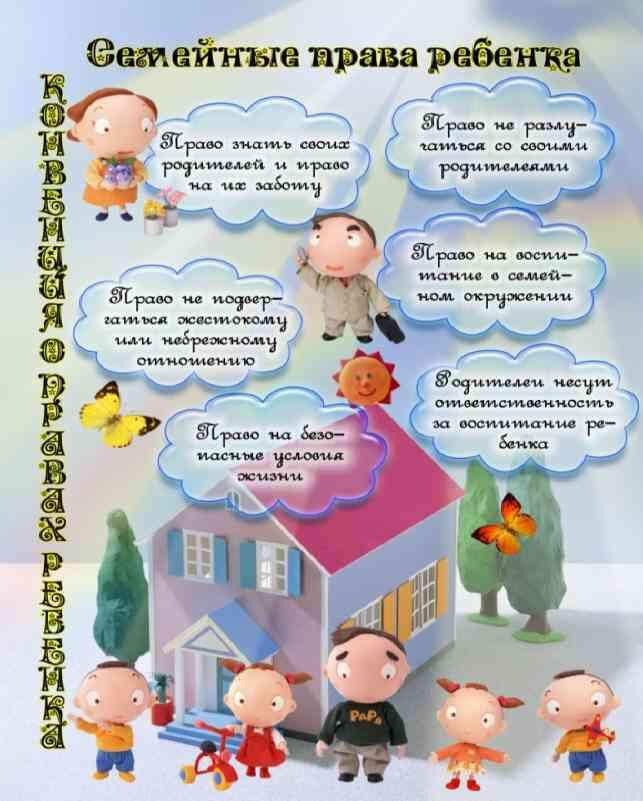 Семейные права ребенка
КОНВЕНЦИЯ О ПРАВАХ РЕБЕНКА
Право знать своих
родителей и право
на их заботу
Право не разлу-
чаться со своими
родителеями
Право на воспи-
тание в семей-
ном окружении
Право не подвер-
гаться жестокому
или небрежному
отношению
Родителеи несут
ответственность
за воспитание ре-
бенка
Право на безо-
пасные условия
жизни
PAPA